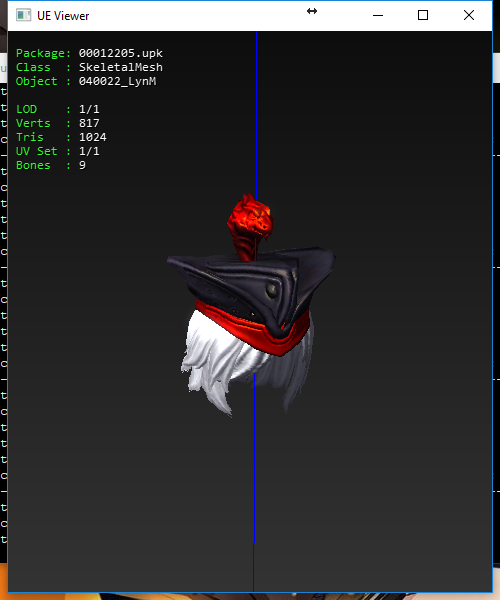 UE Viewer
Package: 00012205.upk
Class  : SkeletalMesh
Object : 040022_LynM
LOD    : 1/1
Verts  : 817
Tris   : 1024
UV Set : 1/1
Bones  : 9